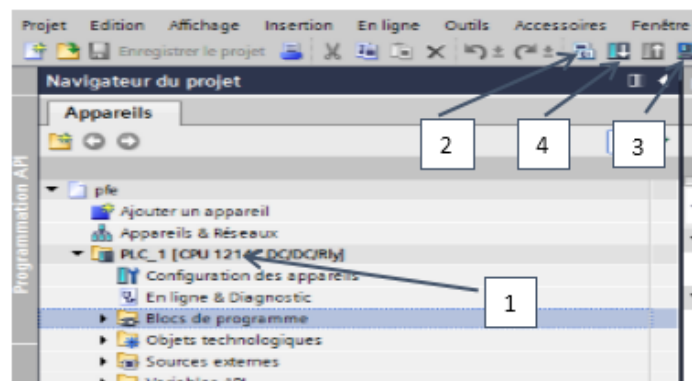 Projet Edition Affichage Insertion En ligne Outils Accessoires Fenêtre
Enregistrer le projet
Navigateur du projet
Appareils
2
4
3
Programmation API
pfe
Ajouter un appareil
Appareils & Réseaux
PLC_1 [CPU 1214C DC/DC/Rly]
Configuration des appareils
En ligne & Diagnostic
1
Blocs de programme
Objets technologiques
Sources externes
Variables API